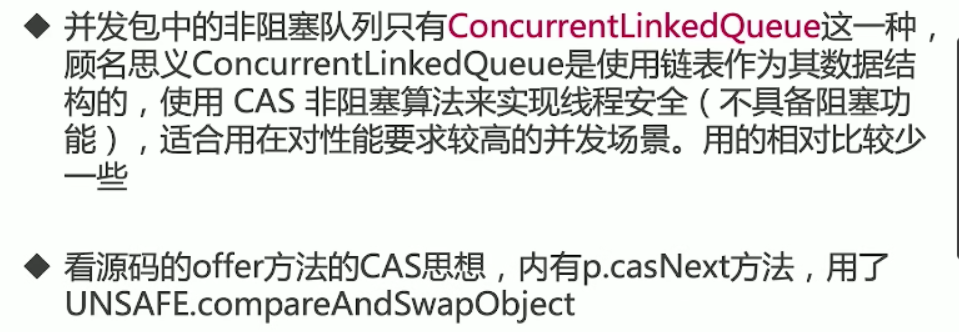 ◆ 并发包中的非阻塞队列只有ConcurrentLinkedQueue这一种，
顾名思义ConcurrentLinkedQueue是使用链表作为其数据结
构的，使用 CAS 非阻塞算法来实现线程安全（不具备阻塞功
能），适合用在对性能要求较高的并发场景。用的相对比较少
一些
◆ 看源码的offer方法的CAS思想，内有p.casNext方法，用了
UNSAFE.compareAndSwapObject